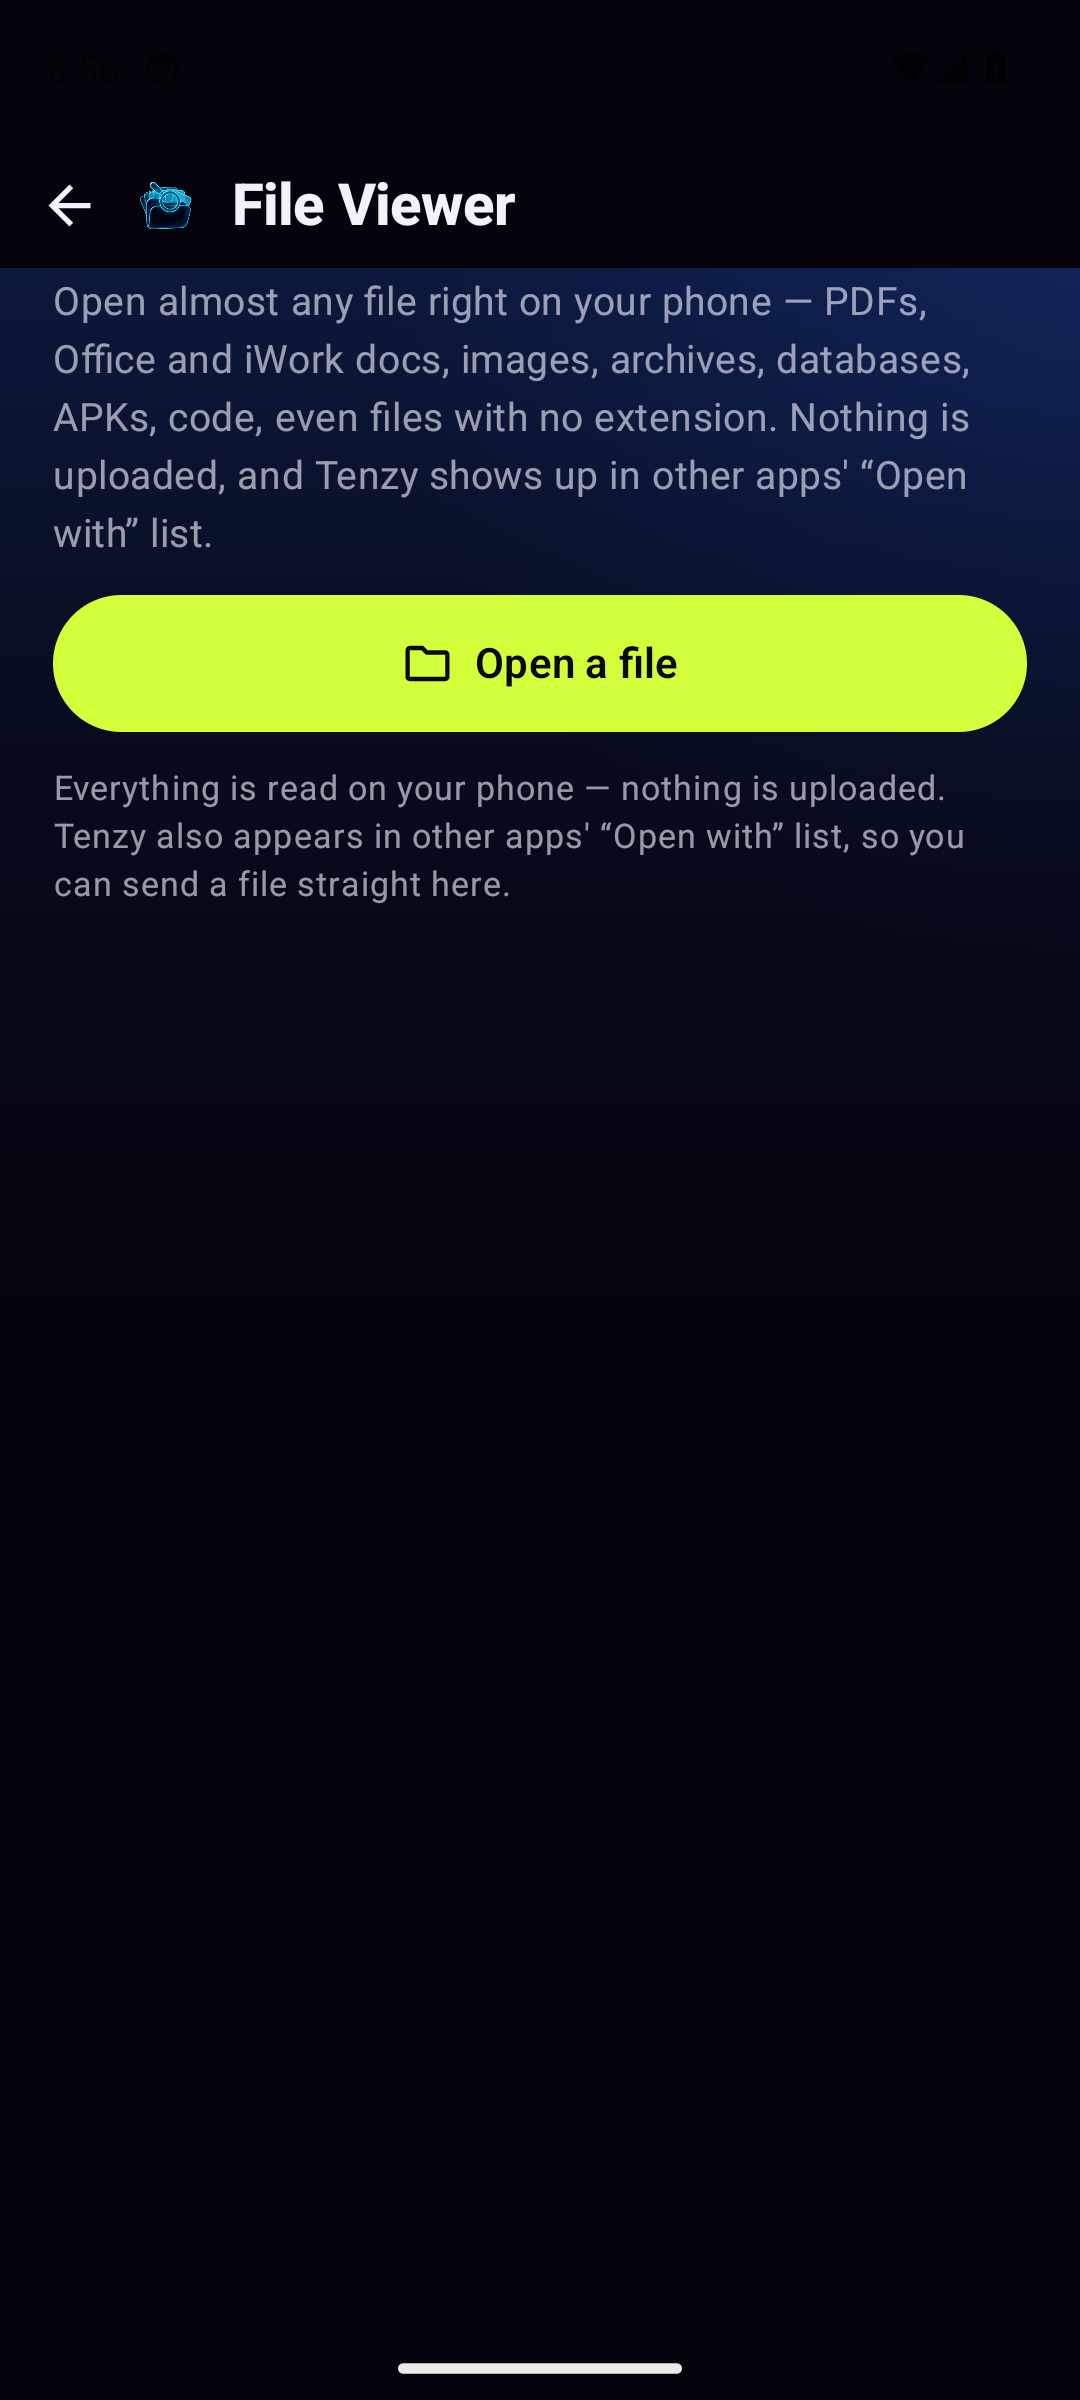 8:56
File Viewer
Open almost any file right on your phone — PDFs,
Office and iWork docs, images, archives, databases,
APKs, code, even files with no extension. Nothing is
uploaded, and Tenzy shows up in other apps' “Open
with” list.
Open a file
Everything is read on your phone — nothing is uploaded.
Tenzy also appears in other apps' “Open with” list, so you
can send a file straight here.